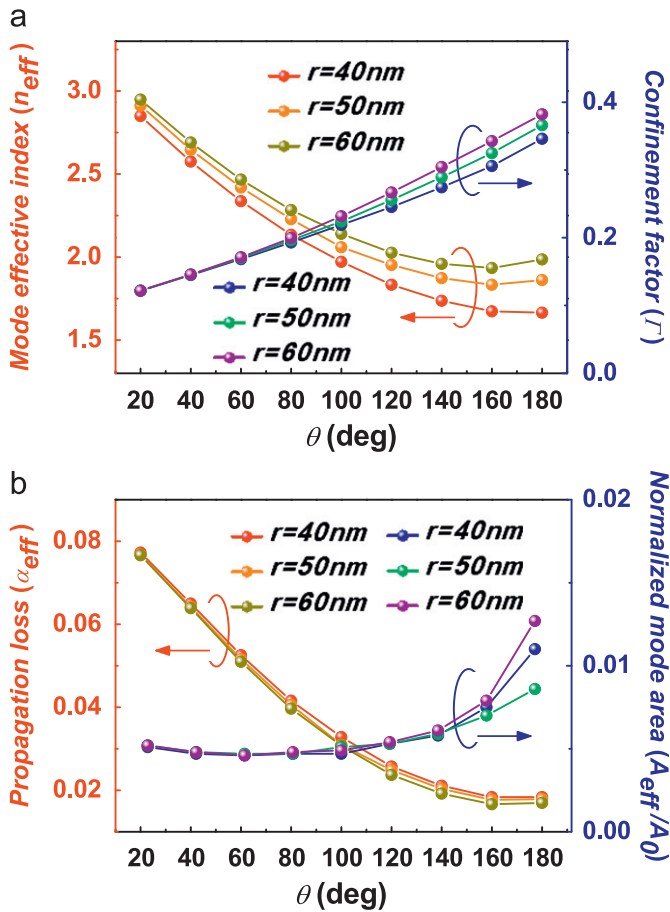 a
Mode effective index (n_eff)
3.0
2.5
2.0
1.5
r=40nm
r=50nm
r=60nm
r=40nm
r=50nm
r=60nm
0.4
0.2
0.0
Confinement factor (Γ)
20 40 60 80 100 120 140 160 180
θ (deg)
b
Propagation loss (α_eff)
0.08
0.06
0.04
0.02
r=40nm r=40nm
r=50nm r=50nm
r=60nm r=60nm
0.02
0.01
0.00
Normalized mode area (A_eff/A_0)
20 40 60 80 100 120 140 160 180
θ (deg)